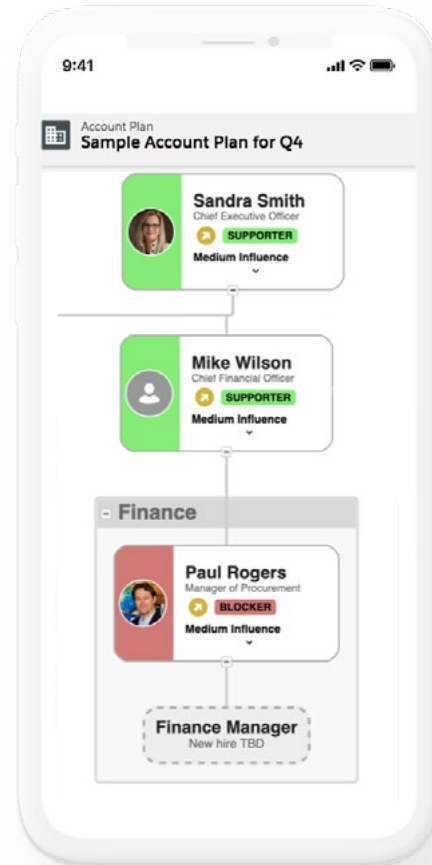 9:41
Account Plan
Sample Account Plan for Q4
Sandra Smith
Chief Executive Officer
SUPPORTER
Medium Influence
Mike Wilson
Chief Financial Officer
SUPPORTER
Medium Influence
Finance
Paul Rogers
Manager of Procurement
BLOCKER
Medium Influence
Finance Manager
New hire TBD